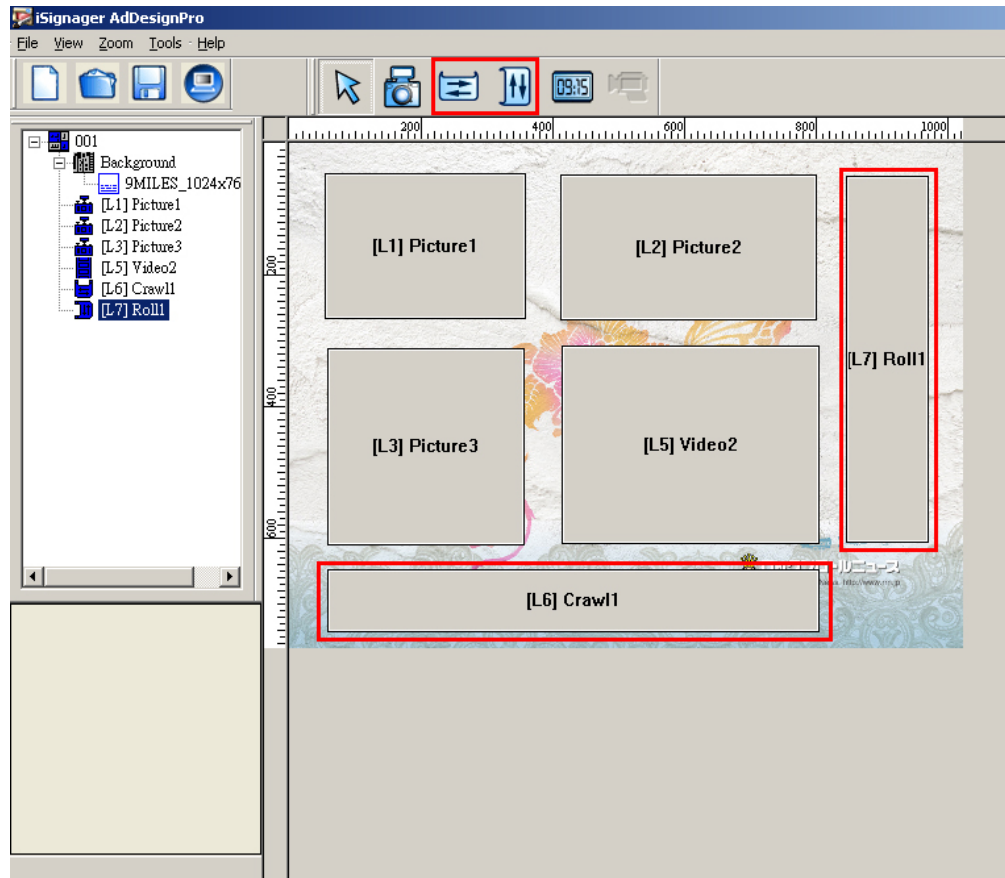 iSignager AdDesignPro
File View Zoom Tools Help
09:15
200 400 600 800 1000
001
Background
9MILES_1024x76
[L1] Picture1
[L2] Picture2
[L3] Picture3
[L5] Video2
[L6] Crawl1
[L7] Roll1
200
400
600
[L1] Picture1
[L2] Picture2
[L7] Roll1
[L3] Picture3
[L5] Video2
[L6] Crawl1